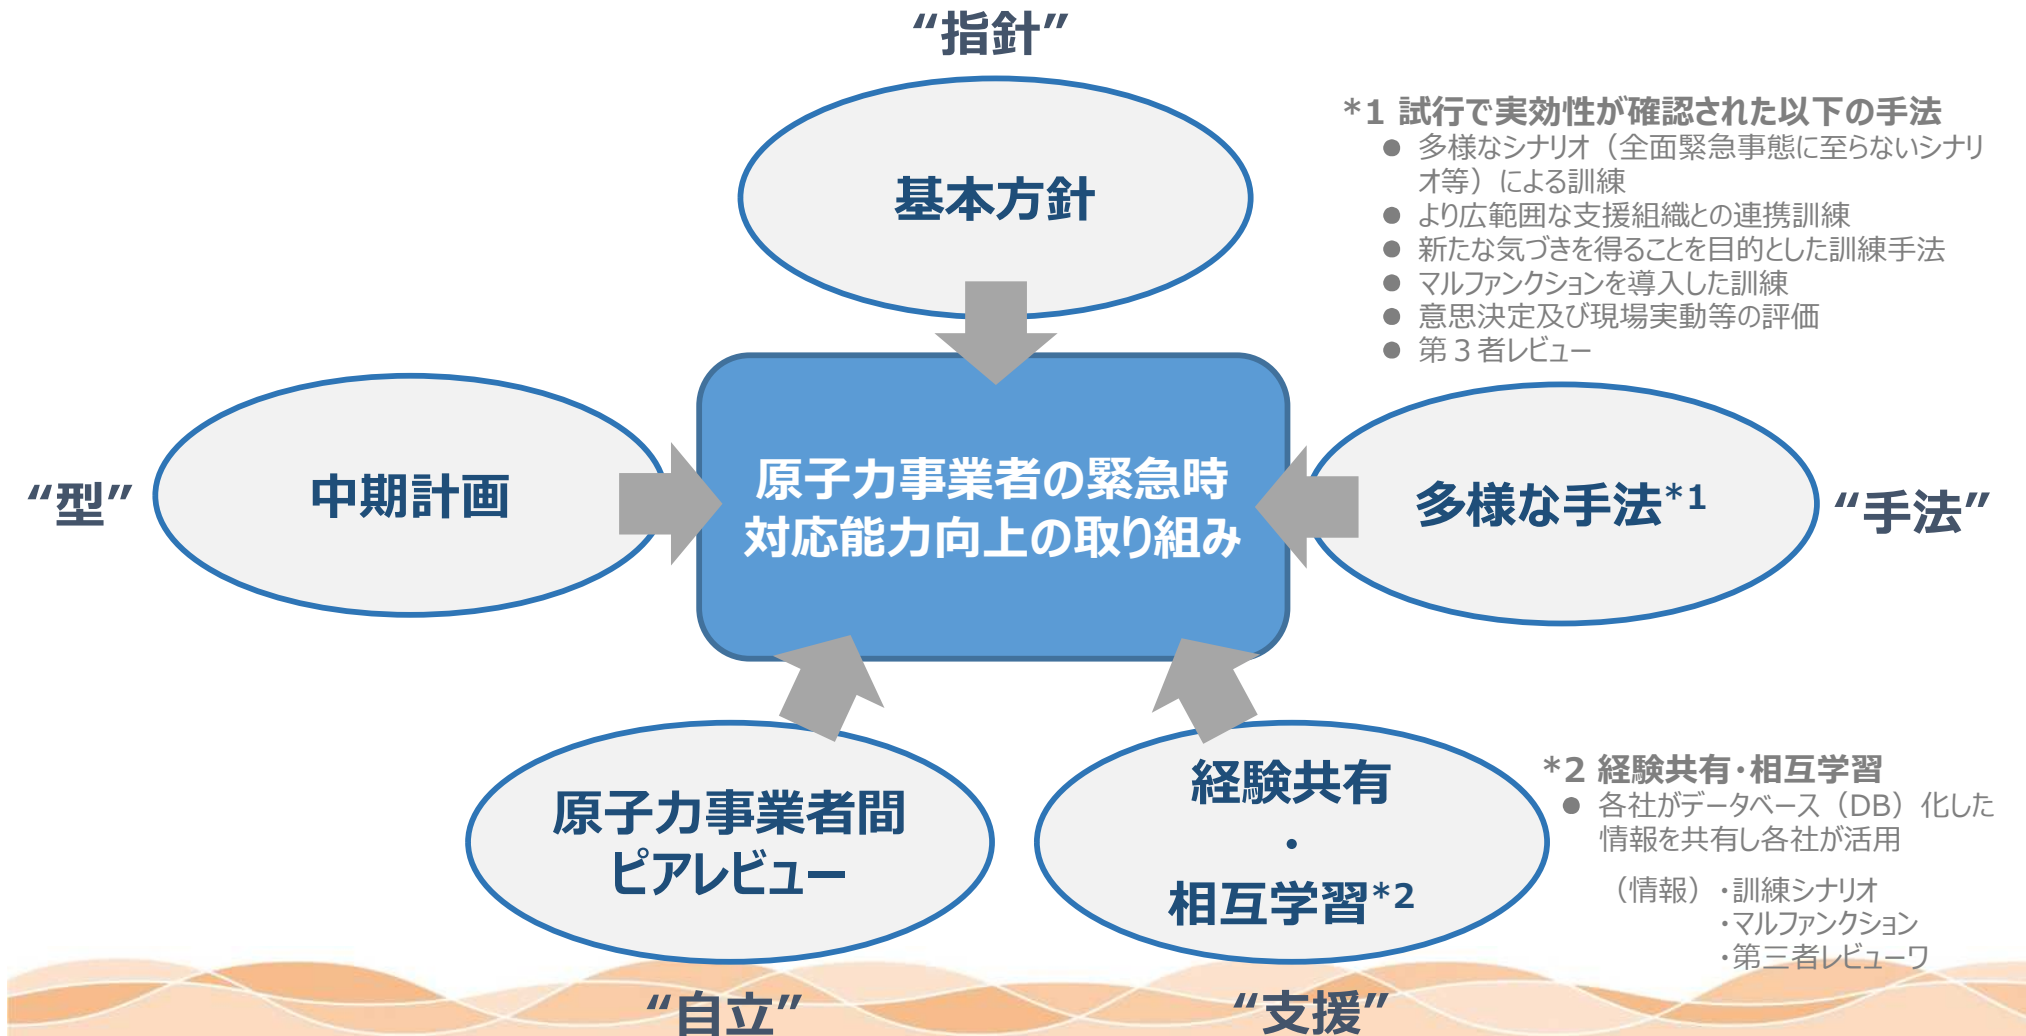 “指針”
基本方針
*1 試行で実効性が確認された以下の手法
● 多様なシナリオ（全面緊急事態に至らないシナリ
オ等）による訓練
● より広範囲な支援組織との連携訓練
● 新たな気づきを得ることを目的とした訓練手法
● マルファンクションを導入した訓練
● 意思決定及び現場実動等の評価
● 第３者レビュー
“型”
中期計画
原子力事業者の緊急時
対応能力向上の取り組み
多様な手法*1
“手法”
原子力事業者間
ピアレビュー
“自立”
経験共有
・
相互学習*2
“支援”
*2 経験共有・相互学習
● 各社がデータベース（DB）化した
情報を共有し各社が活用
（情報）・訓練シナリオ
・マルファンクション
・第三者レビューワ